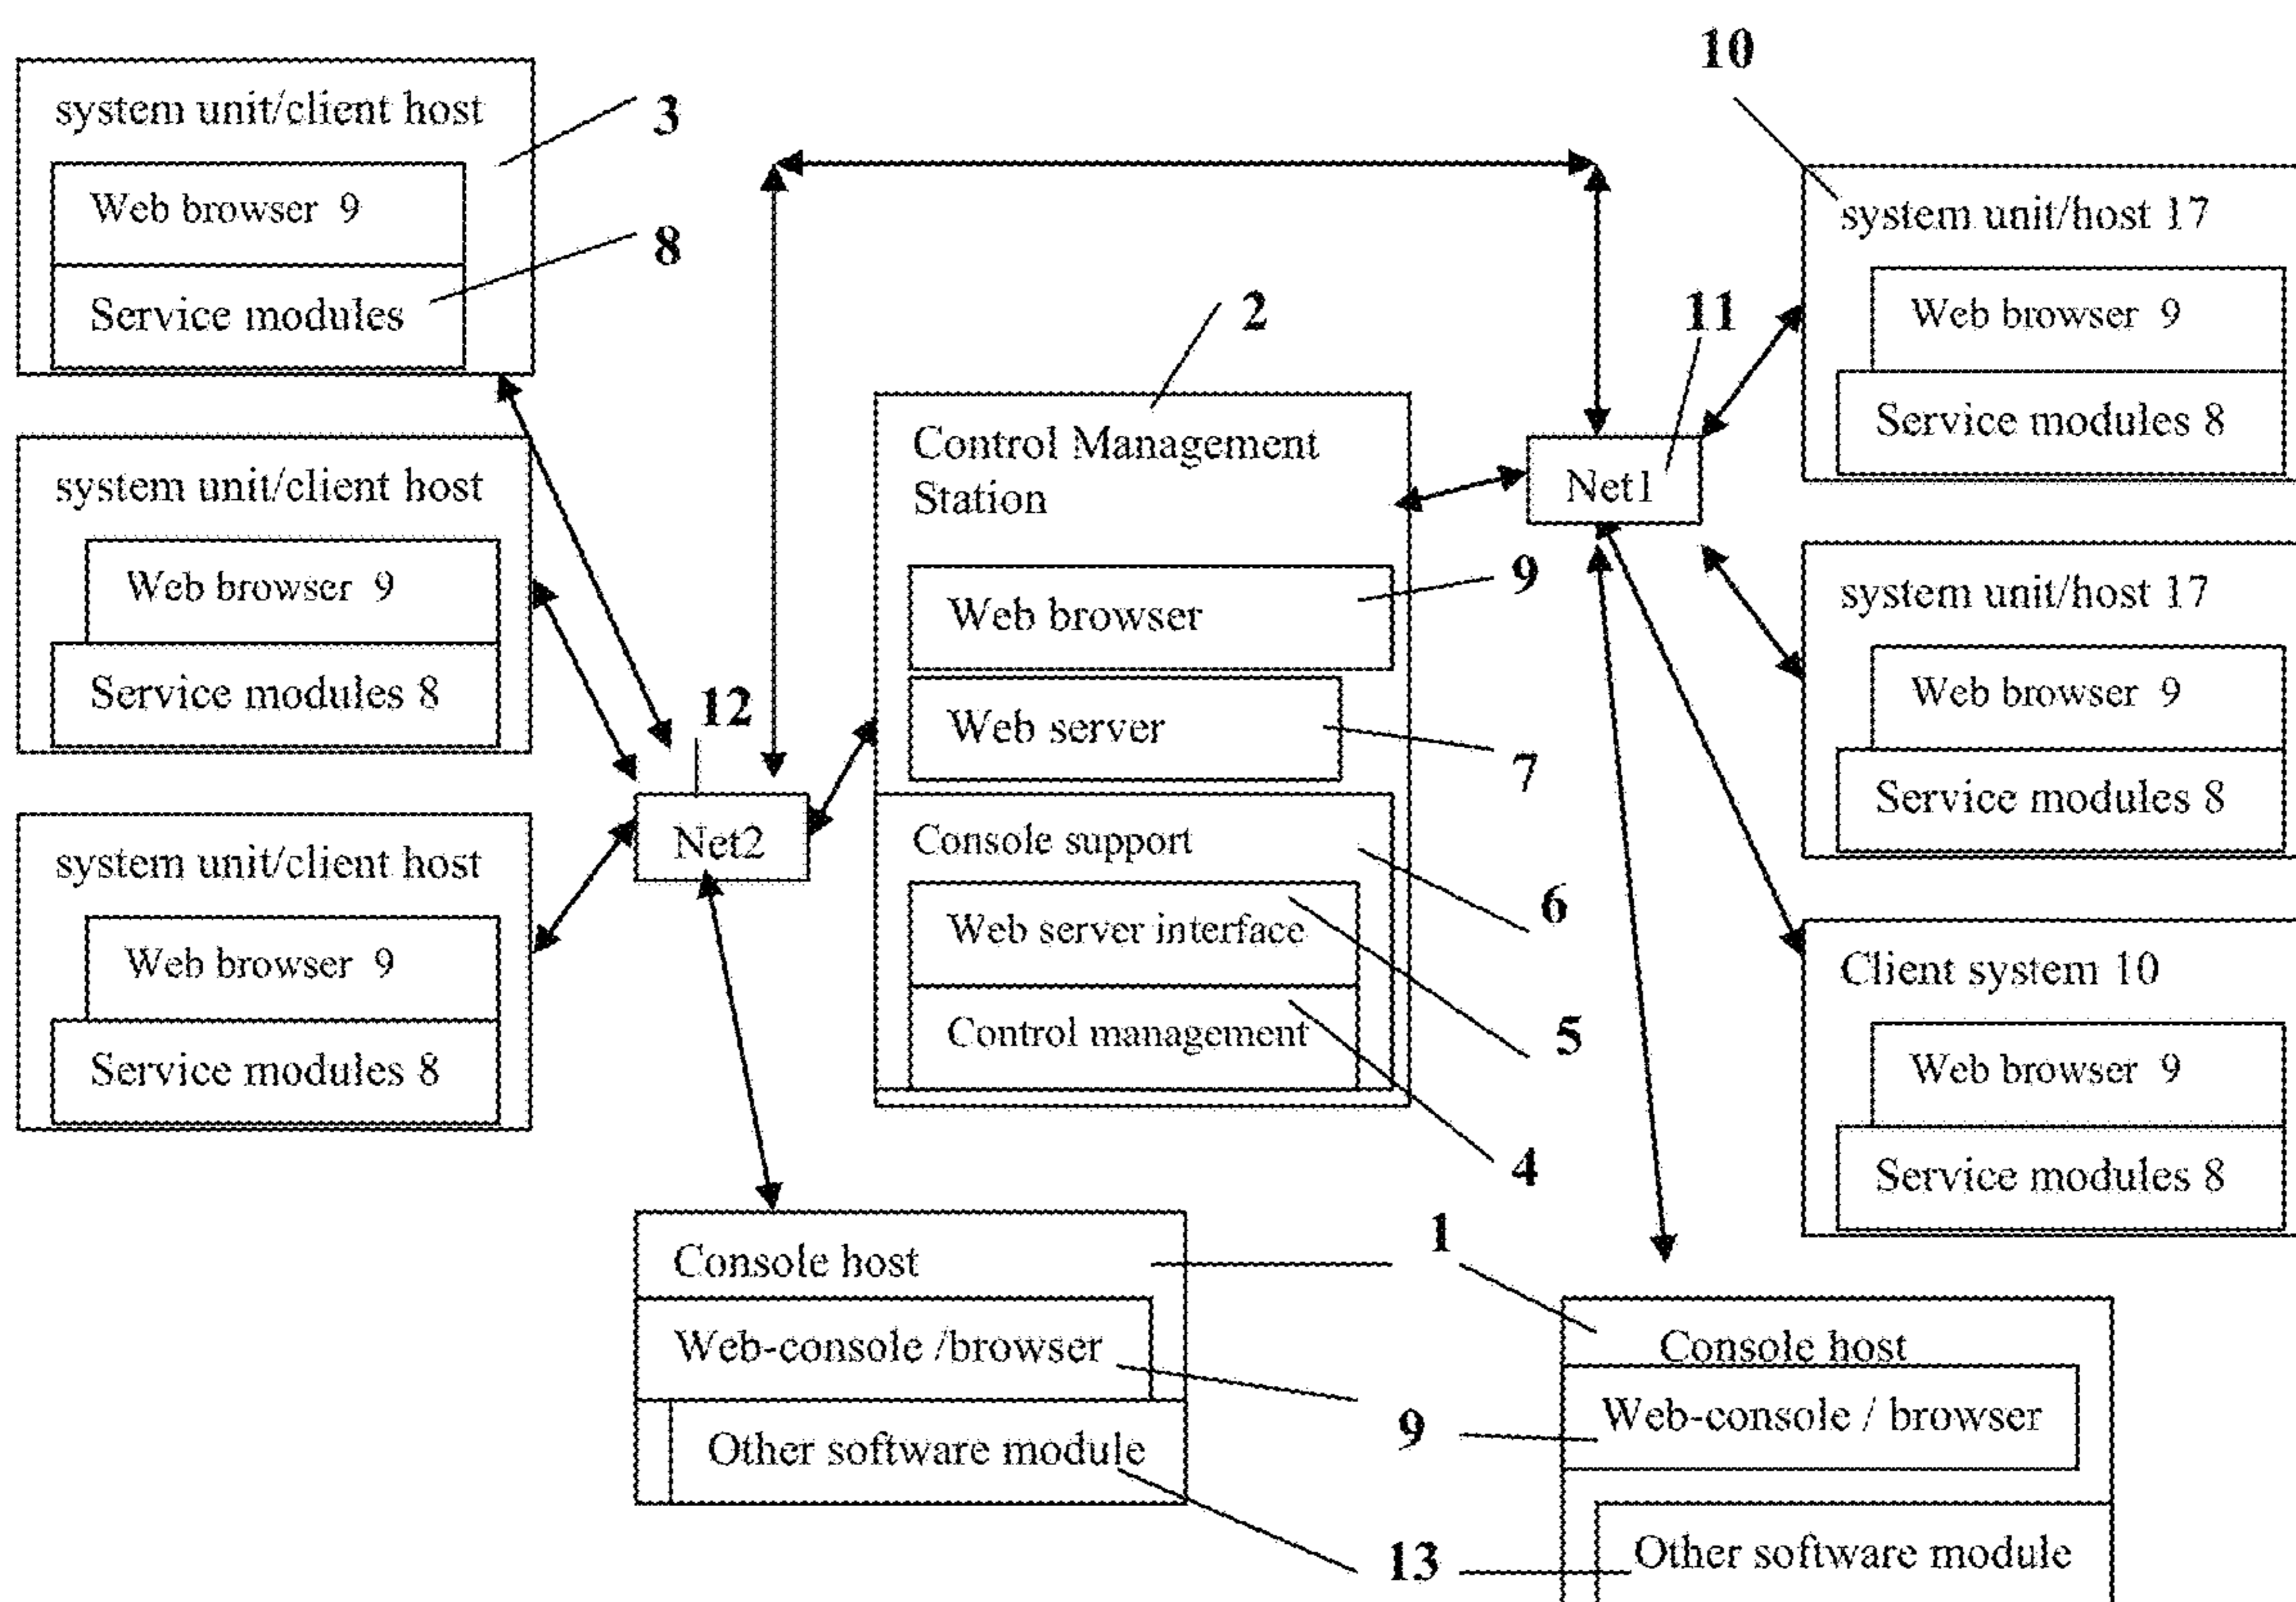 10
system unit/client host
3
Web browser 9
8
Service modules
system unit/host 17
Web browser 9
Service modules 8
2
11
Control Management
Station
Net1
system unit/client host
Web browser 9
Service modules 8
9
Web browser
Web server
7
system unit/host 17
Web browser 9
Service modules 8
12
Net2
system unit/client host
Web browser 9
Service modules 8
Console support
6
Web server interface
5
Control management
4
Client system 10
Web browser 9
Service modules 8
1
Console host
Web-console /browser
9
Other software module
13
Console host
Web-console / browser
Other software module